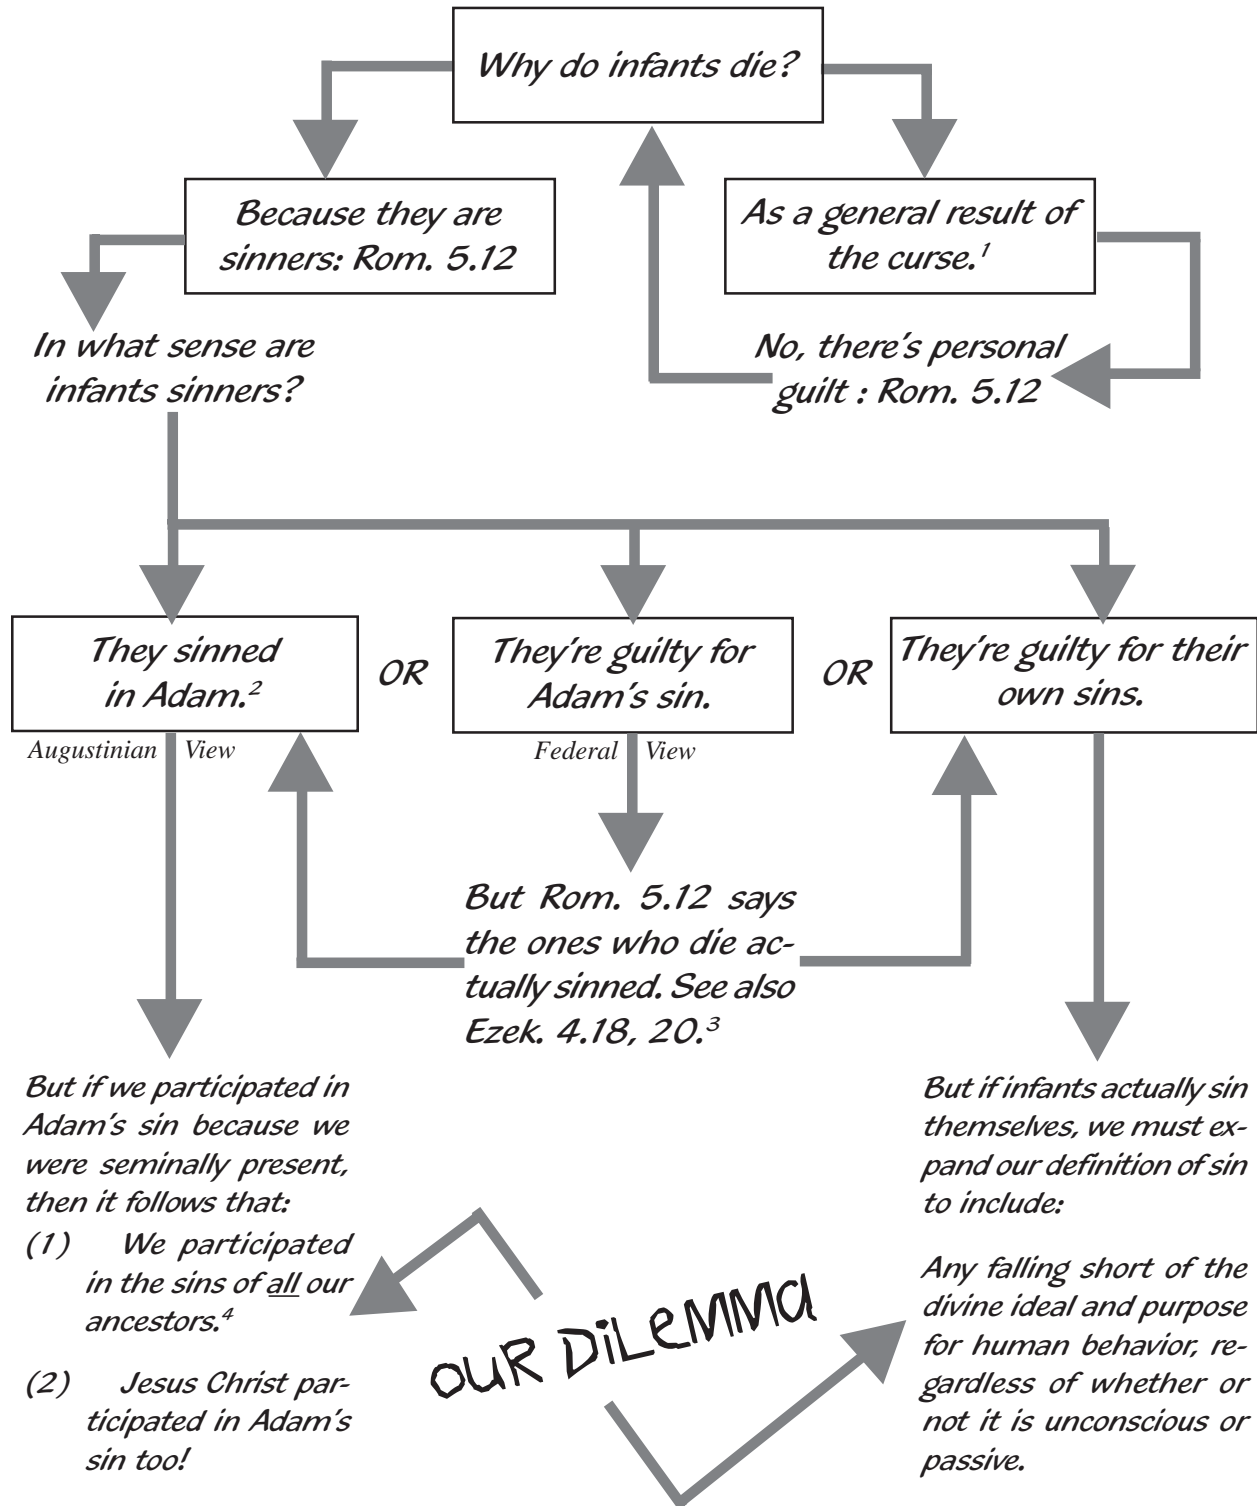 Why do infants die?
Because they are
sinners: Rom. 5.12
As a general result of
the curse.¹
In what sense are
infants sinners?
No, there's personal
guilt : Rom. 5.12
They sinned
in Adam.²
OR
They're guilty for
Adam's sin.
OR
They're guilty for their
own sins.
Augustinian View
Federal View
But Rom. 5.12 says
the ones who die ac-
tually sinned. See also
Ezek. 4.18, 20.³
But if we participated in
Adam's sin because we
were seminally present,
then it follows that:
(1) We participated
in the sins of all our
ancestors.⁴
(2) Jesus Christ par-
ticipated in Adam's
sin too!
OUR DiLeMMa
But if infants actually sin
themselves, we must ex-
pand our definition of sin
to include:
Any falling short of the
divine ideal and purpose
for human behavior, re-
gardless of whether or
not it is unconscious or
passive.